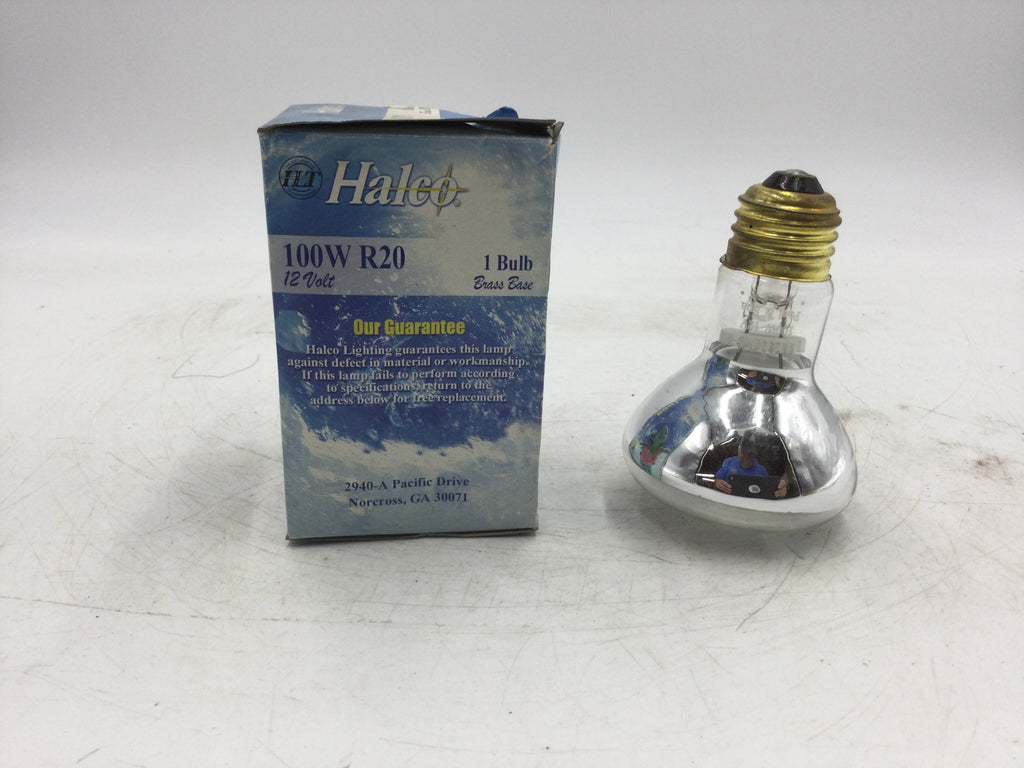 HLT Halco®
100W R20
12 Volt
1 Bulb
Brass Base
Our Guarantee
Halco Lighting guarantees this lamp
against defect in material or workmanship.
If this lamp fails to perform according
to specifications, return to the
address below for free replacement.
2940-A Pacific Drive
Norcross, GA 30071